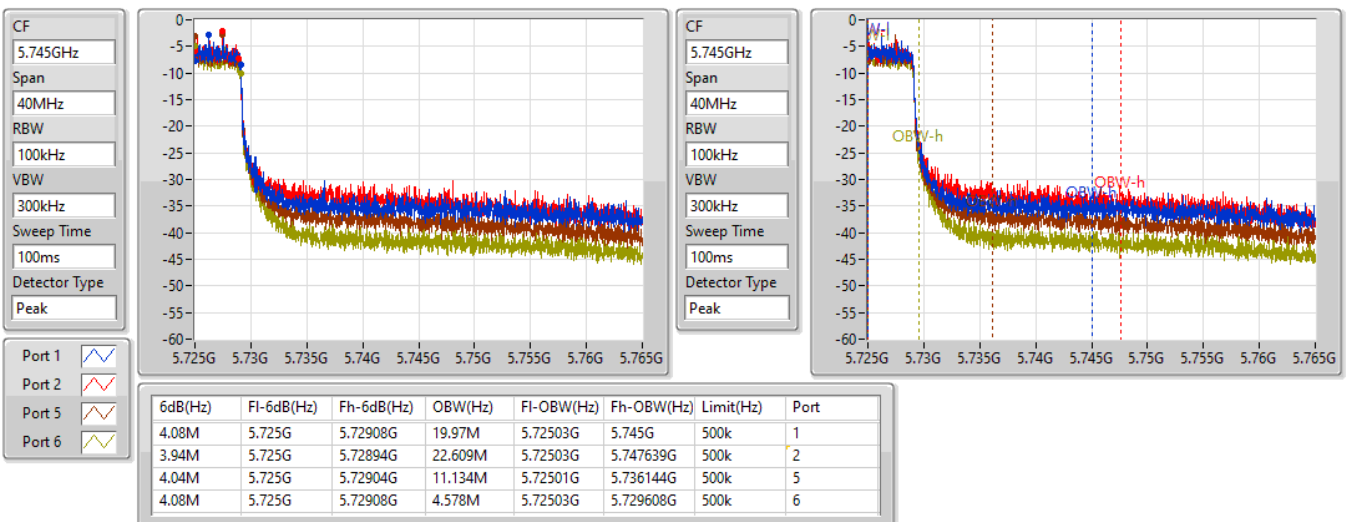 CF
5.745GHz
Span
40MHz
RBW
100kHz
VBW
300kHz
Sweep Time
100ms
Detector Type
Peak
0
-5
-10
-15
-20
-25
-30
-35
-40
-45
-50
-55
-60
5.725G 5.73G 5.735G 5.74G 5.745G 5.75G 5.755G 5.76G 5.765G
CF
5.745GHz
Span
40MHz
RBW
100kHz
VBW
300kHz
Sweep Time
100ms
Detector Type
Peak
0
-5
-10
-15
-20
-25
-30
-35
-40
-45
-50
-55
-60
OBW-h
OBW-h
OBW-h
5.725G 5.73G 5.735G 5.74G 5.745G 5.75G 5.755G 5.76G 5.765G
Port 1
Port 2
Port 5
Port 6
6dB(Hz) Fl-6dB(Hz) Fh-6dB(Hz) OBW(Hz) Fl-OBW(Hz) Fh-OBW(Hz) Limit(Hz) Port
4.08M 5.725G 5.72908G 19.97M 5.72503G 5.745G 500k 1
3.94M 5.725G 5.72894G 22.609M 5.72503G 5.747639G 500k 2
4.04M 5.725G 5.72904G 11.134M 5.72501G 5.736144G 500k 5
4.08M 5.725G 5.72908G 4.578M 5.72503G 5.729608G 500k 6